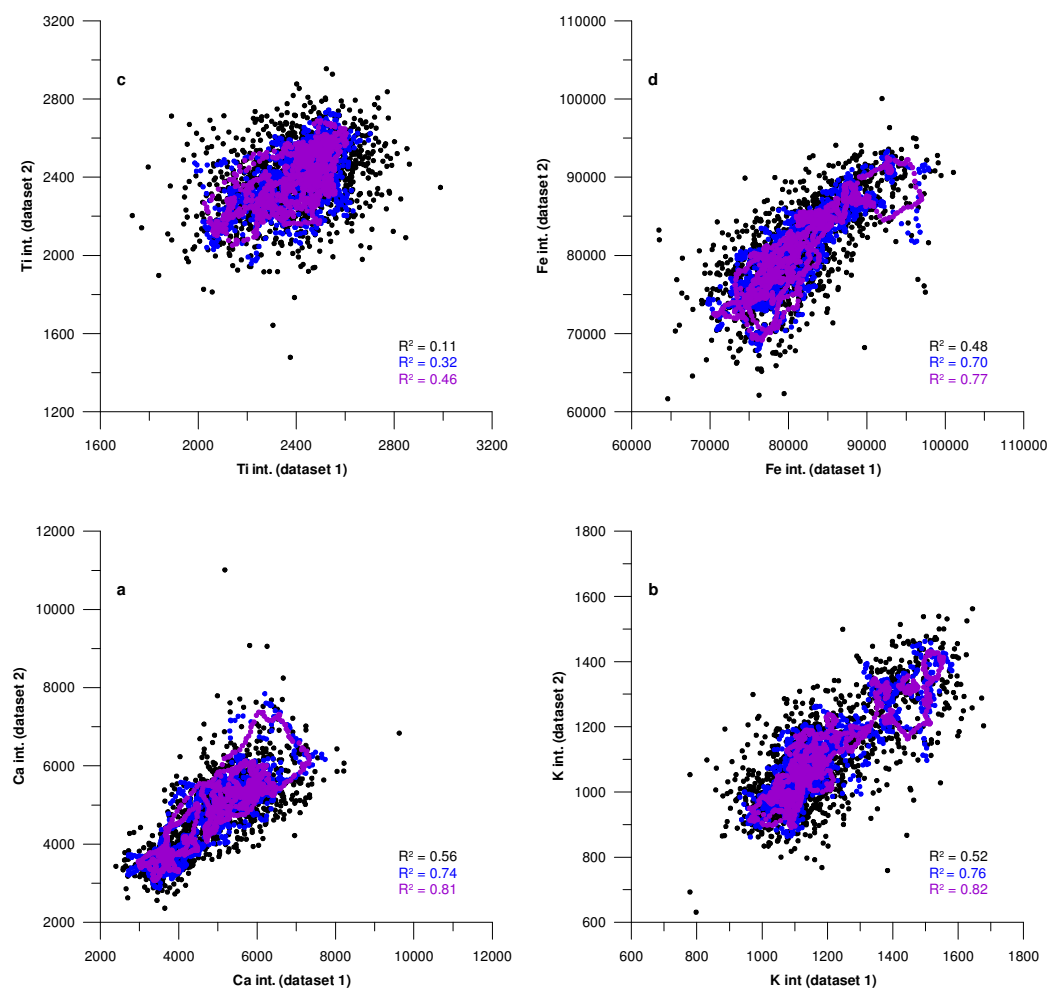 c
3200
2800
2400
2000
1600
1200
Ti int. (dataset 2)
1600 2000 2400 2800 3200
Ti int. (dataset 1)
R² = 0.11
R² = 0.32
R² = 0.46
d
110000
100000
90000
80000
70000
60000
Fe int. (dataset 2)
60000 70000 80000 90000 100000 110000
Fe int. (dataset 1)
R² = 0.48
R² = 0.70
R² = 0.77
a
12000
10000
8000
6000
4000
2000
Ca int. (dataset 2)
2000 4000 6000 8000 10000 12000
Ca int. (dataset 1)
R² = 0.56
R² = 0.74
R² = 0.81
b
1800
1600
1400
1200
1000
800
600
K int. (dataset 2)
600 800 1000 1200 1400 1600 1800
K int (dataset 1)
R² = 0.52
R² = 0.76
R² = 0.82